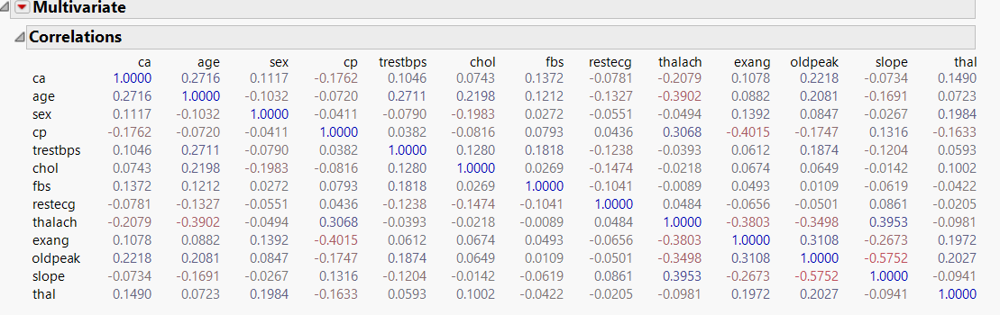 Multivariate
Correlations
ca age sex cp trestbps chol fbs restecg thalach exang oldpeak slope thal
ca 1.0000 0.2716 0.1117 -0.1762 0.1046 0.0743 0.1372 -0.0781 -0.2079 0.1078 0.2218 -0.0734 0.1490
age 0.2716 1.0000 -0.1032 -0.0720 0.2711 0.2198 0.1212 -0.1327 -0.3902 0.0882 0.2081 -0.1691 0.0723
sex 0.1117 -0.1032 1.0000 -0.0411 -0.0790 -0.1983 0.0272 -0.0551 -0.0494 0.1392 0.0847 -0.0267 0.1984
cp -0.1762 -0.0720 -0.0411 1.0000 0.0382 -0.0816 0.0793 0.0436 0.3068 -0.4015 -0.1747 0.1316 -0.1633
trestbps 0.1046 0.2711 -0.0790 0.0382 1.0000 0.1280 0.1818 -0.1238 -0.0393 0.0612 0.1874 -0.1204 0.0593
chol 0.0743 0.2198 -0.1983 -0.0816 0.1280 1.0000 0.0269 -0.1474 -0.0218 0.0674 0.0649 -0.0142 0.1002
fbs 0.1372 0.1212 0.0272 0.0793 0.1818 0.0269 1.0000 -0.1041 -0.0089 0.0493 0.0109 -0.0619 -0.0422
restecg -0.0781 -0.1327 -0.0551 0.0436 -0.1238 -0.1474 -0.1041 1.0000 0.0484 -0.0656 -0.0501 0.0861 -0.0205
thalach -0.2079 -0.3902 -0.0494 0.3068 -0.0393 -0.0218 -0.0089 0.0484 1.0000 -0.3803 -0.3498 0.3953 -0.0981
exang 0.1078 0.0882 0.1392 -0.4015 0.0612 0.0674 0.0493 -0.0656 -0.3803 1.0000 0.3108 -0.2673 0.1972
oldpeak 0.2218 0.2081 0.0847 -0.1747 0.1874 0.0649 0.0109 -0.0501 -0.3498 0.3108 1.0000 -0.5752 0.2027
slope -0.0734 -0.1691 -0.0267 0.1316 -0.1204 -0.0142 -0.0619 0.0861 0.3953 -0.2673 -0.5752 1.0000 -0.0941
thal 0.1490 0.0723 0.1984 -0.1633 0.0593 0.1002 -0.0422 -0.0205 -0.0981 0.1972 0.2027 -0.0941 1.0000